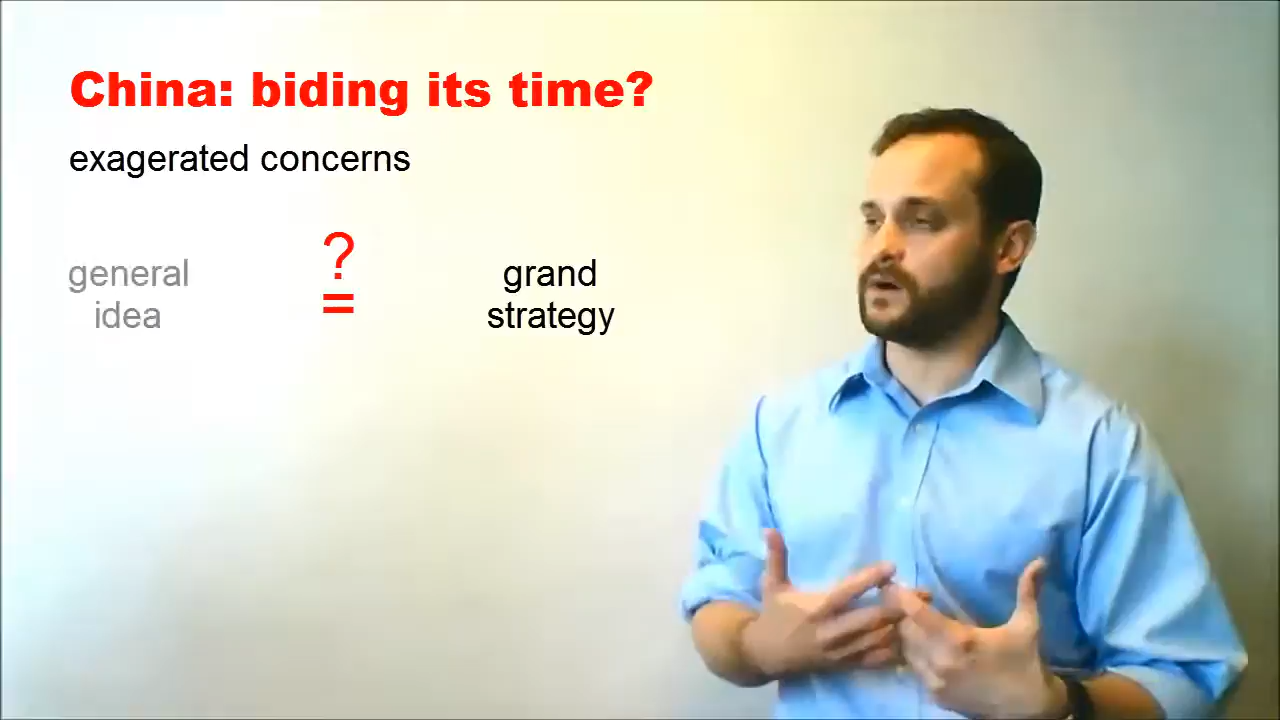 China: biding its time?
exagerated concerns
general
idea
?
=
grand
strategy